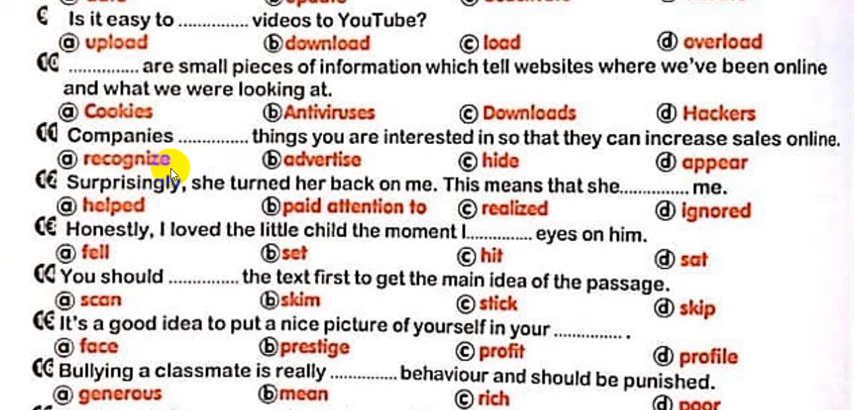 Is it easy to .............. videos to YouTube?
ⓐ upload ⓑ download ⓒ load ⓓ overload
.............. are small pieces of information which tell websites where we've been online
and what we were looking at.
ⓐ Cookies ⓑ Antiviruses ⓒ Downloads ⓓ Hackers
Companies .............. things you are interested in so that they can increase sales online.
ⓐ recognize ⓑ advertise ⓒ hide ⓓ appear
Surprisingly, she turned her back on me. This means that she.............. me.
ⓐ helped ⓑ paid attention to ⓒ realized ⓓ ignored
Honestly, I loved the little child the moment I.............. eyes on him.
ⓐ fell ⓑ set ⓒ hit ⓓ sat
You should .............. the text first to get the main idea of the passage.
ⓐ scan ⓑ skim ⓒ stick ⓓ skip
It's a good idea to put a nice picture of yourself in your .............. .
ⓐ face ⓑ prestige ⓒ profit ⓓ profile
Bullying a classmate is really .............. behaviour and should be punished.
ⓐ generous ⓑ mean ⓒ rich ⓓ poor